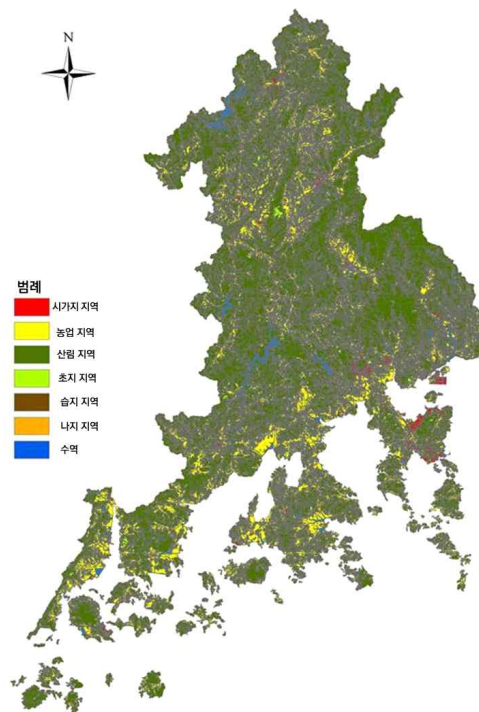 N
범례
시가지 지역
농업 지역
산림 지역
초지 지역
습지 지역
나지 지역
수역